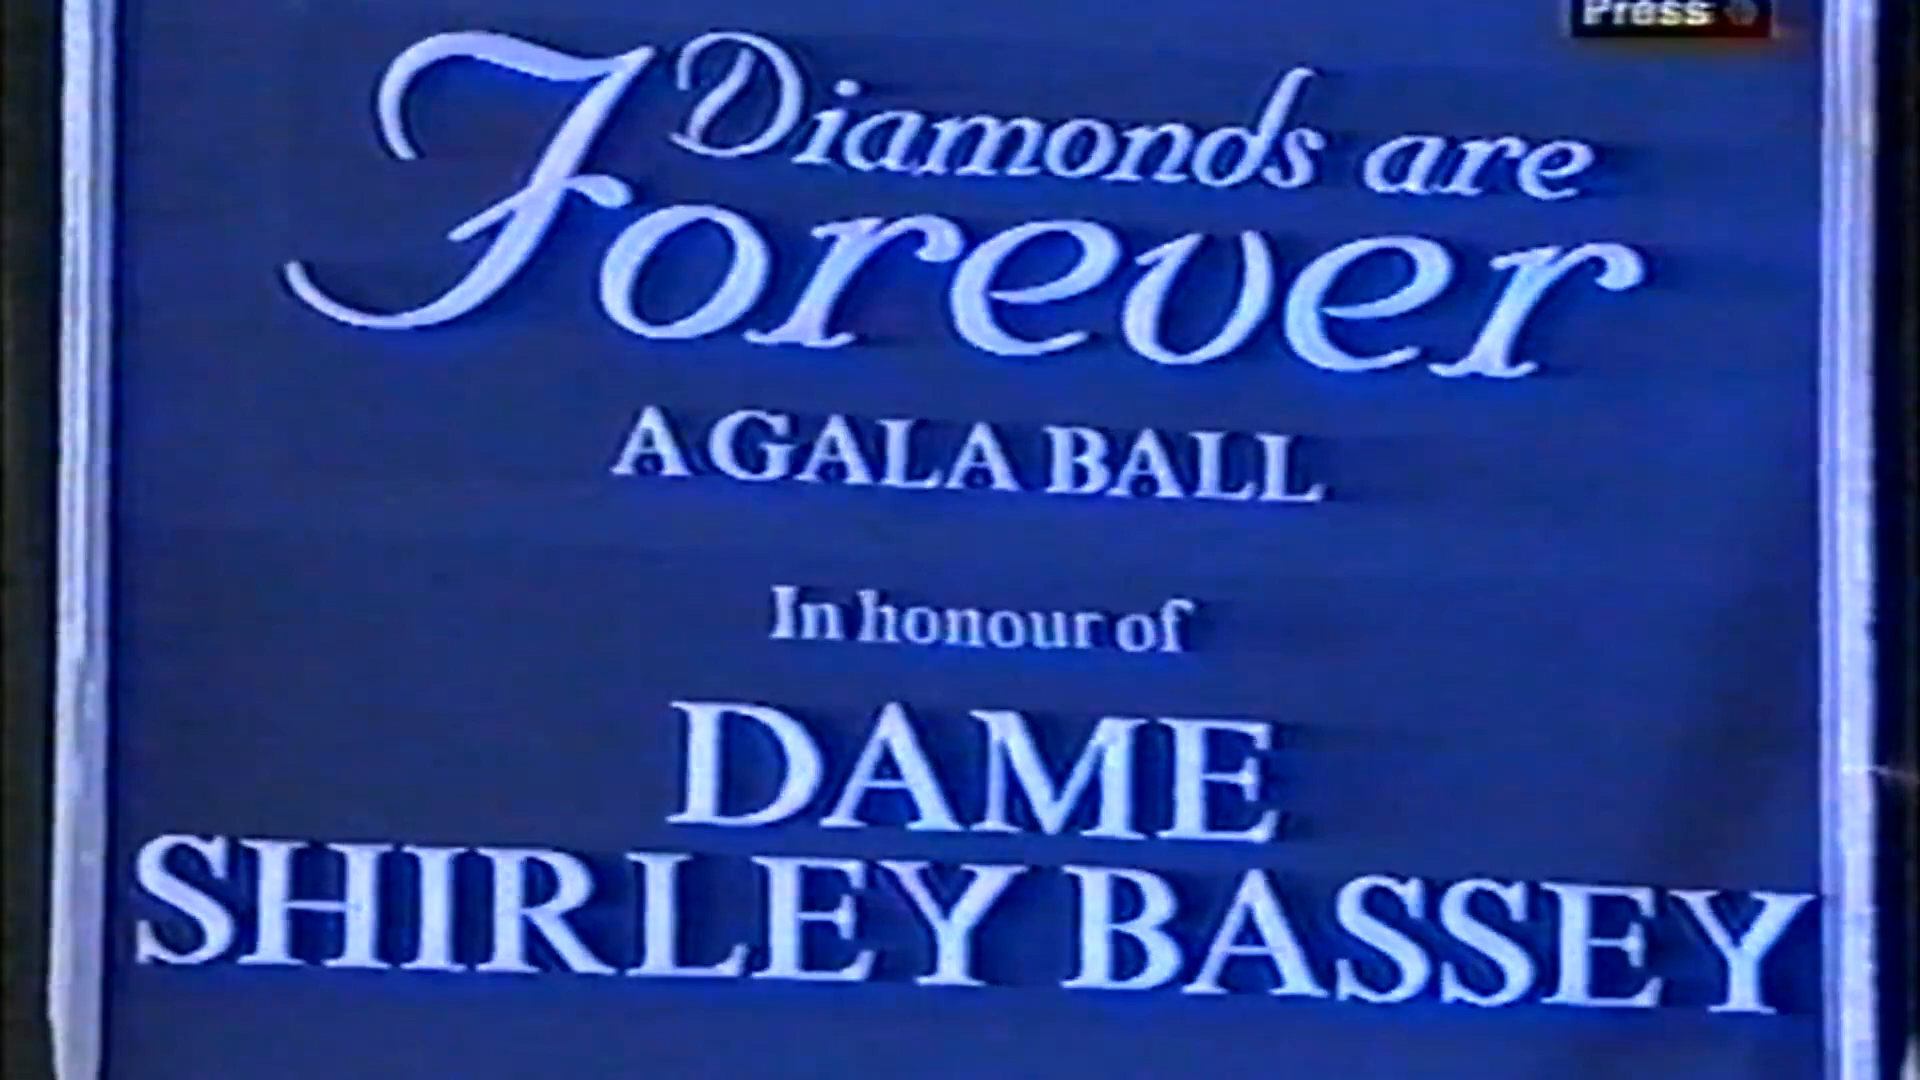 Press
Diamonds are
Forever
A GALA BALL
In honour of
DAME
SHIRLEY BASSEY